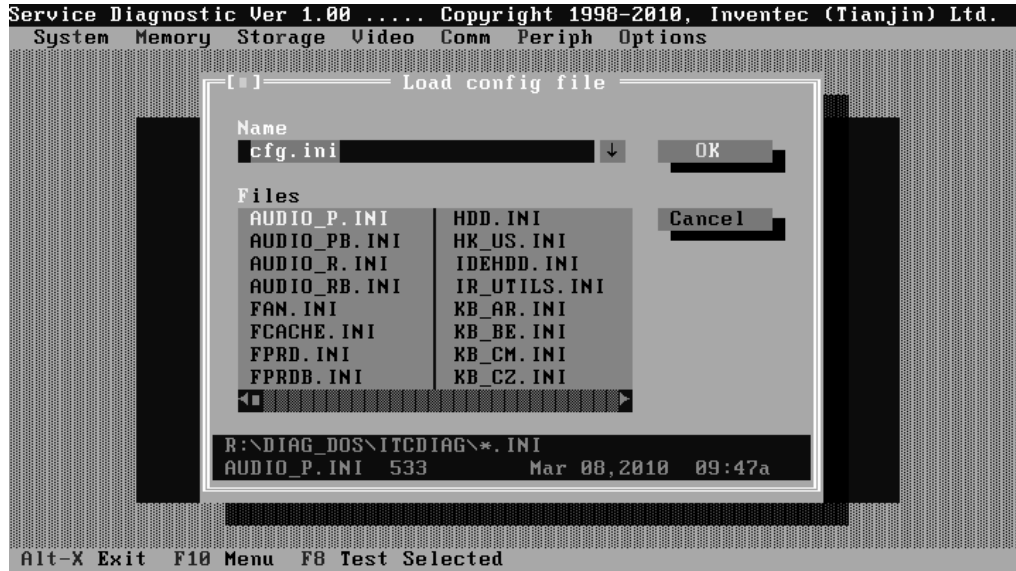 Service Diagnostic Ver 1.00 ..... Copyright 1998-2010, Inventec (Tianjin) Ltd.
System Memory Storage Video Comm Periph Options
Load config file
Name
cfg.ini
OK
Files
Cancel
AUDIO_P.INI HDD.INI
AUDIO_PB.INI HK_US.INI
AUDIO_R.INI IDEHDD.INI
AUDIO_RB.INI IR_UTILS.INI
FAN.INI KB_AR.INI
FCACHE.INI KB_BE.INI
FPRD.INI KB_CM.INI
FPRDB.INI KB_CZ.INI
R:\DIAG_DOS\ITCDIAG\*.INI
AUDIO_P.INI 533 Mar 08,2010 09:47a
Alt-X Exit F10 Menu F8 Test Selected